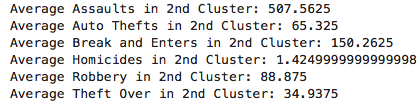 Average Assaults in 2nd Cluster: 507.5625
Average Auto Thefts in 2nd Cluster: 65.325
Average Break and Enters in 2nd Cluster: 150.2625
Average Homicides in 2nd Cluster: 1.4249999999999998
Average Robbery in 2nd Cluster: 88.875
Average Theft Over in 2nd Cluster: 34.9375